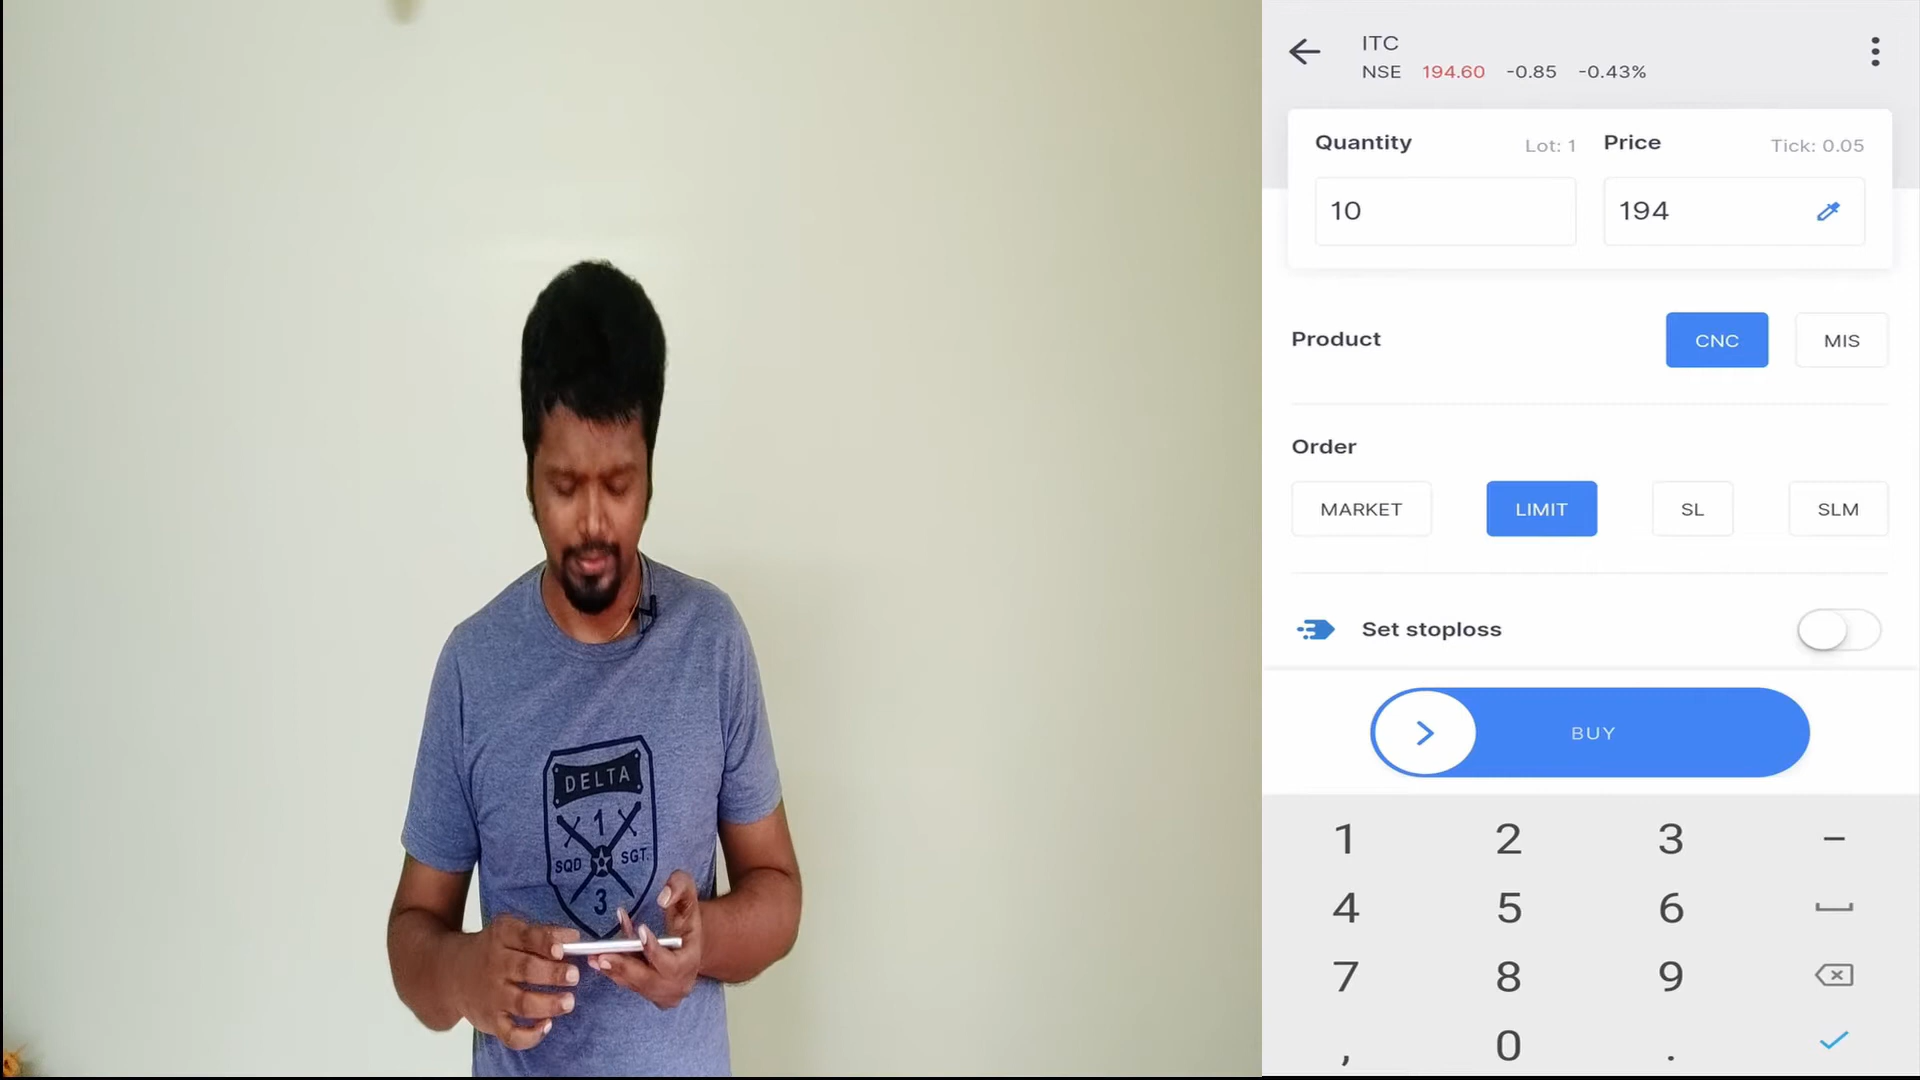 DELTA
1
SQD SGT.
3
ITC
NSE 194.60 -0.85 -0.43%
Quantity Lot: 1 Price Tick: 0.05
10 194
Product CNC MIS
Order
MARKET LIMIT SL SLM
Set stoploss
BUY
1 2 3 -
4 5 6
7 8 9
, 0 .